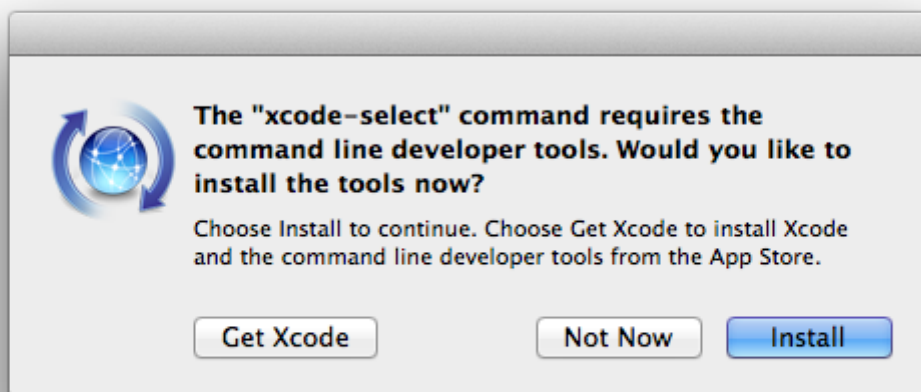 The "xcode-select" command requires the
command line developer tools. Would you like to
install the tools now?
Choose Install to continue. Choose Get Xcode to install Xcode
and the command line developer tools from the App Store.
Get Xcode Not Now Install